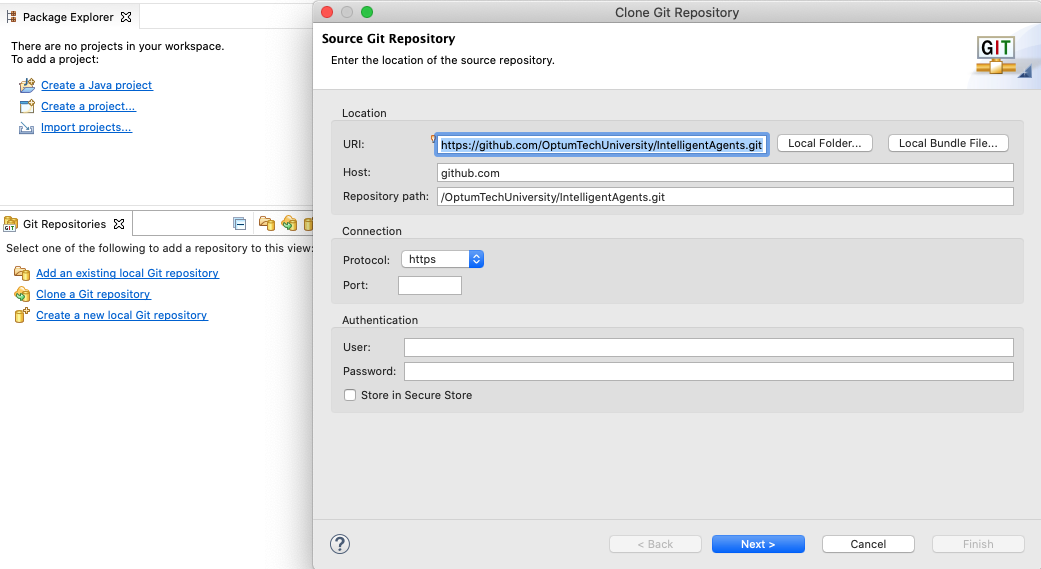 Package Explorer
There are no projects in your workspace.
To add a project:
Create a Java project
Create a project...
Import projects...
Git Repositories
Select one of the following to add a repository to this view:
Add an existing local Git repository
Clone a Git repository
Create a new local Git repository
Clone Git Repository
Source Git Repository
Enter the location of the source repository.
GIT
Location
URI: https://github.com/OptumTechUniversity/IntelligentAgents.git Local Folder... Local Bundle File...
Host: github.com
Repository path: /OptumTechUniversity/IntelligentAgents.git
Connection
Protocol: https
Port:
Authentication
User:
Password:
Store in Secure Store
? < Back Next > Cancel Finish